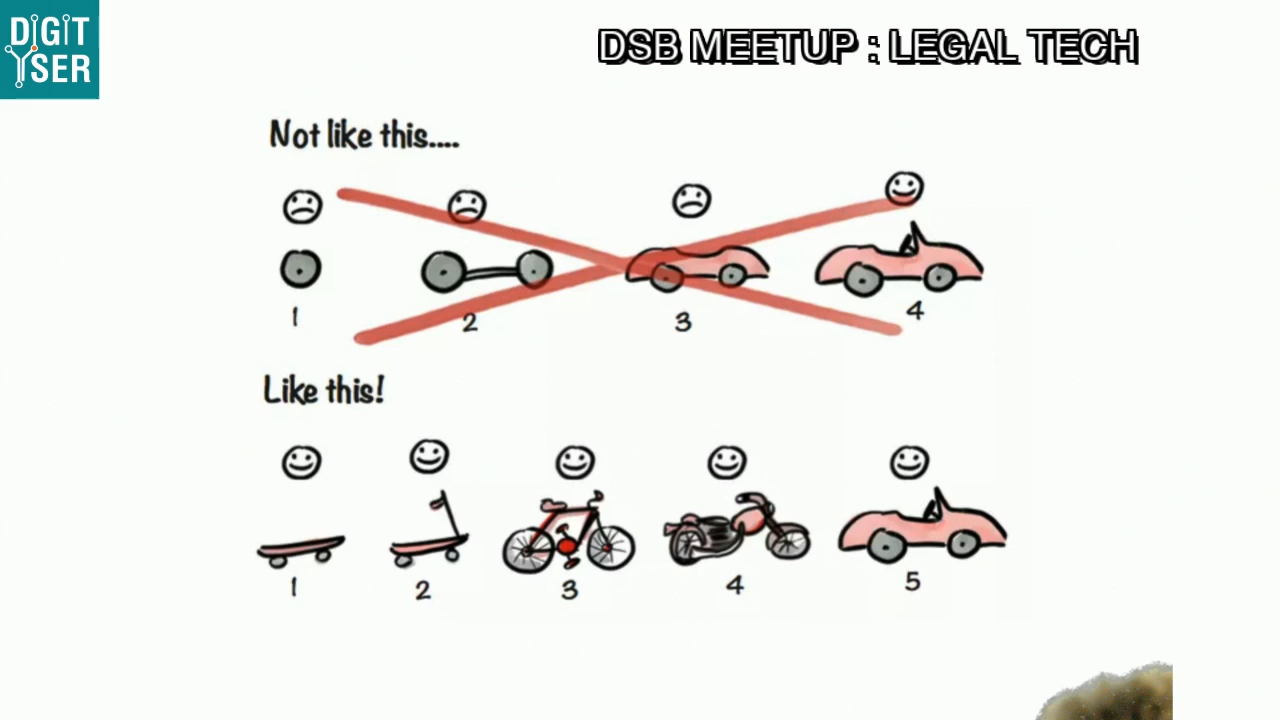 DIGIT
YSER
DSB MEETUP : LEGAL TECH
Not like this....
1
2
3
4
Like this!
1
2
3
4
5